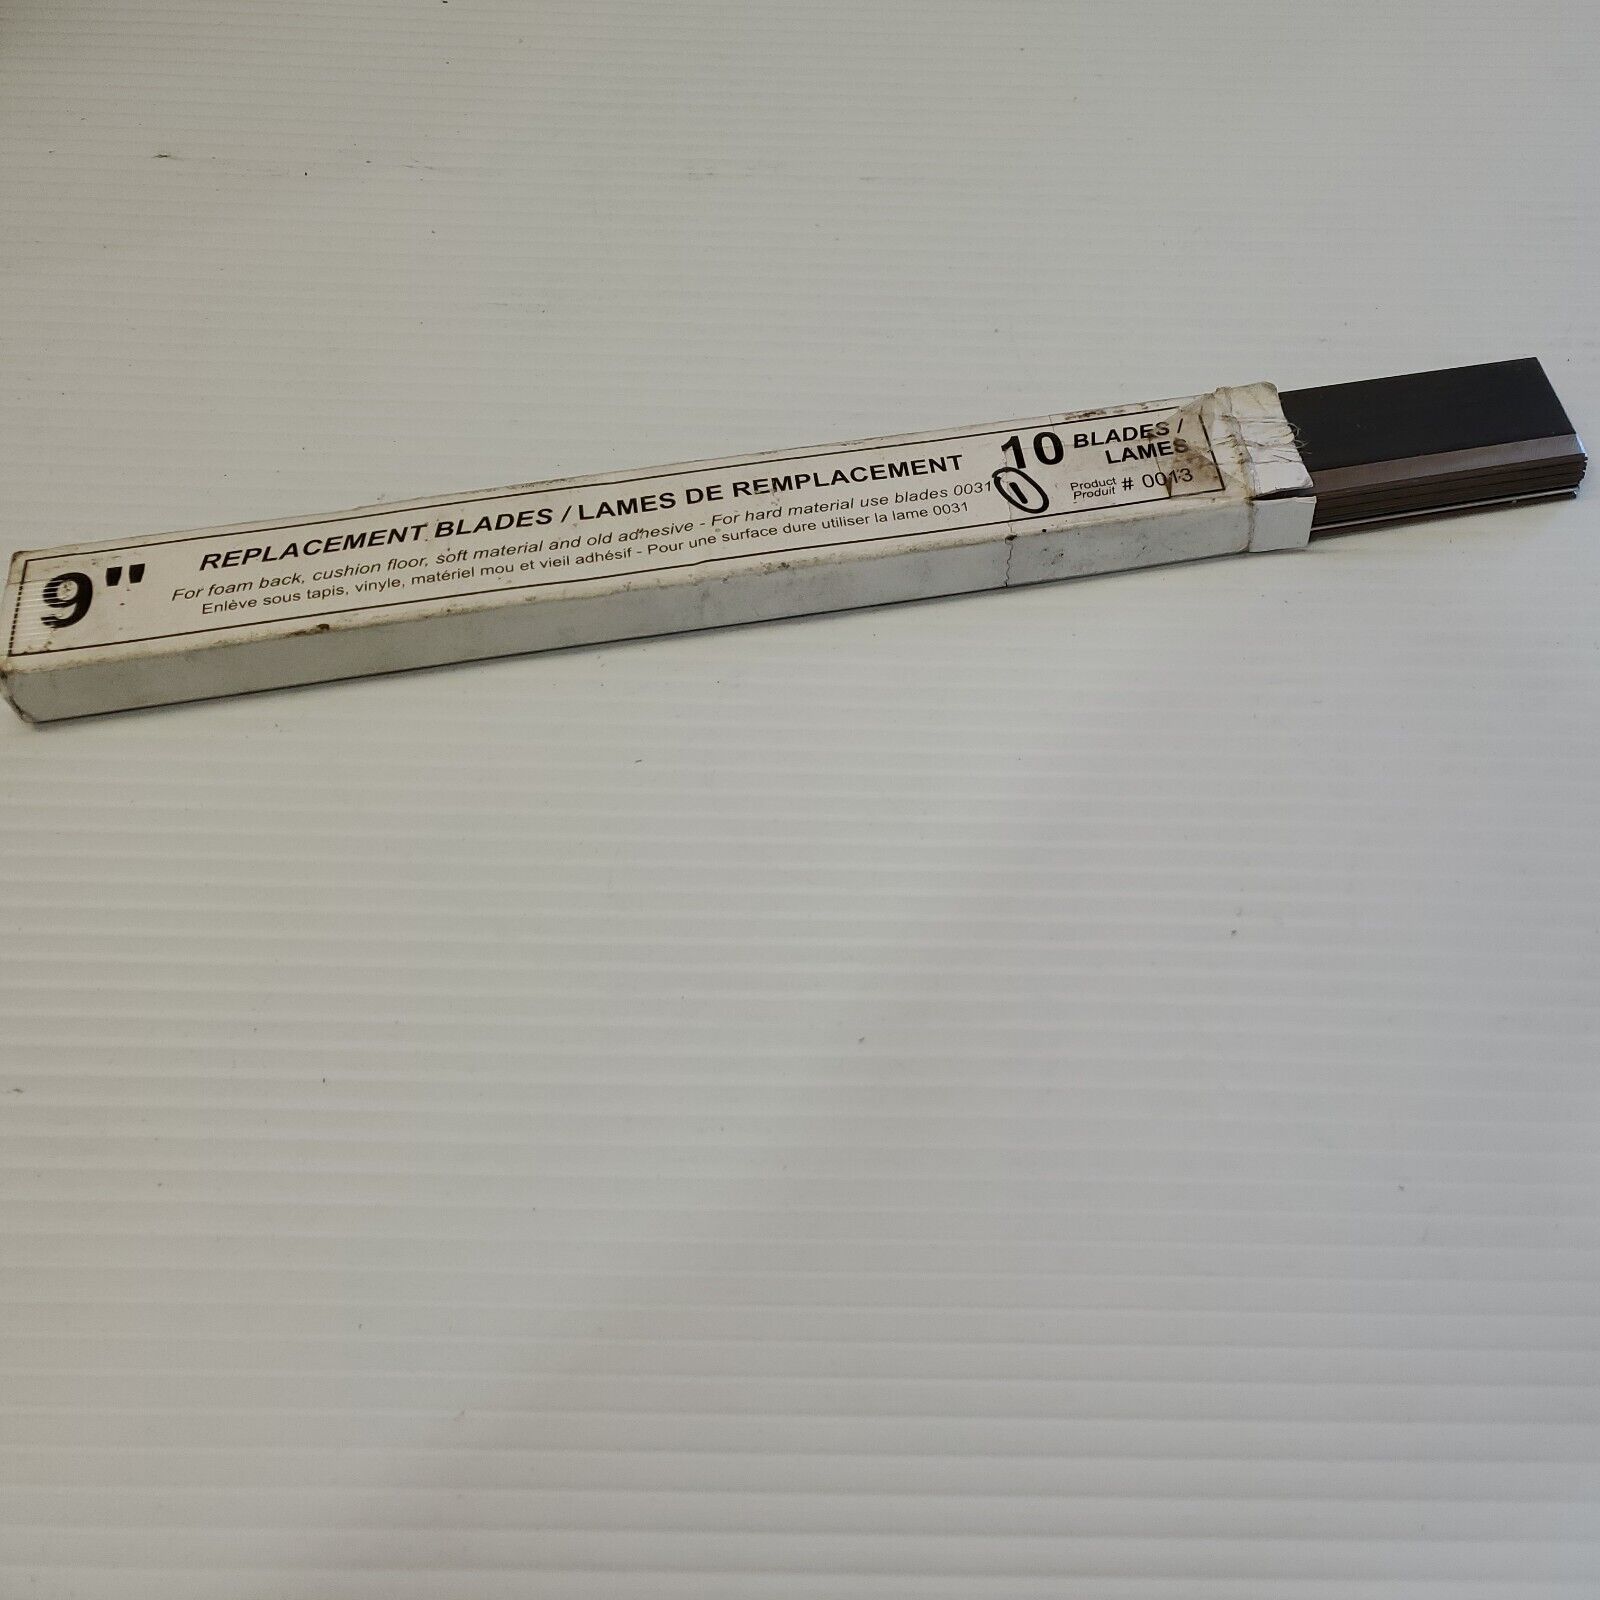 9"
REPLACEMENT BLADES / LAMES DE REMPLACEMENT
For foam back, cushion floor, soft material and old adhesive - For hard material use blades 0031
Enlève sous tapis, vinyle, matériel mou et vieil adhésif - Pour une surface dure utiliser la lame 0031
1
10 BLADES /
LAMES
Product
Produit # 0013